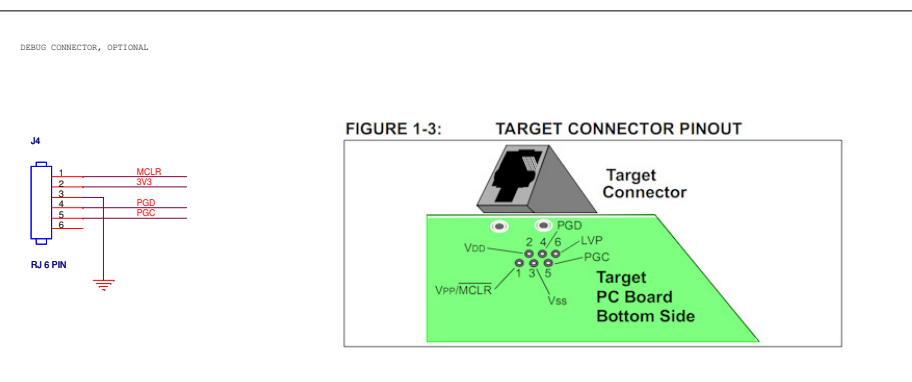 DEBUG CONNECTOR, OPTIONAL
J4
1 MCLR
2 3V3
3
4 PGD
5 PGC
6
RJ 6 PIN
FIGURE 1-3: TARGET CONNECTOR PINOUT
Target
Connector
PGD
VDD 2 4 6 LVP
PGC
1 3 5
VPP/MCLR
VSS
Target
PC Board
Bottom Side